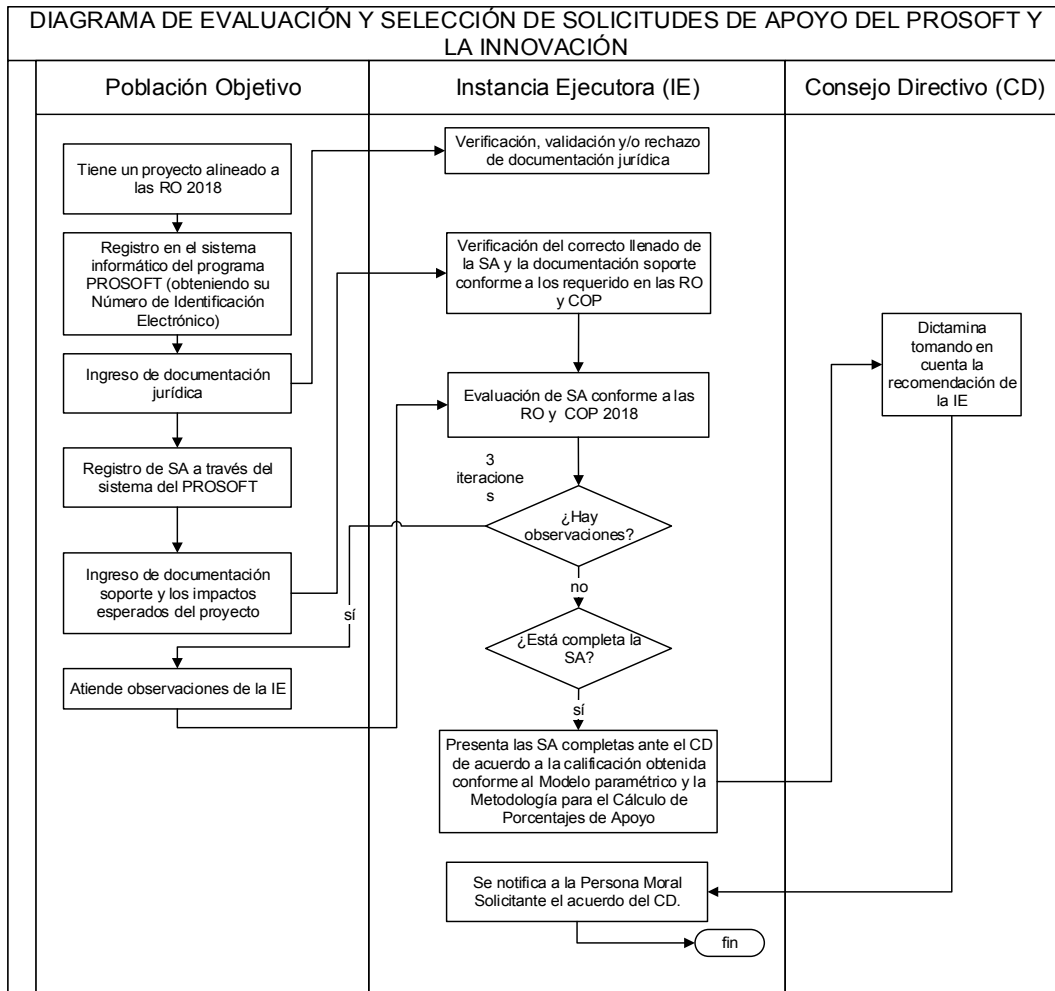 DIAGRAMA DE EVALUACIÓN Y SELECCIÓN DE SOLICITUDES DE APOYO DEL PROSOFT Y
LA INNOVACIÓN
Población Objetivo
Instancia Ejecutora (IE)
Consejo Directivo (CD)
Tiene un proyecto alineado a
las RO 2018
Verificación, validación y/o rechazo
de documentación jurídica
Registro en el sistema
informático del programa
PROSOFT (obteniendo su
Número de Identificación
Electrónico)
Verificación del correcto llenado de
la SA y la documentación soporte
conforme a los requerido en las RO
y COP
Ingreso de documentación
jurídica
Dictamina
tomando en
cuenta la
recomendación de
la IE
Evaluación de SA conforme a las
RO y COP 2018
Registro de SA a través del
sistema del PROSOFT
3
iteracione
s
¿Hay
observaciones?
Ingreso de documentación
soporte y los impactos
esperados del proyecto
sí
no
¿Está completa la
SA?
Atiende observaciones de la IE
sí
Presenta las SA completas ante el CD
de acuerdo a la calificación obtenida
conforme al Modelo paramétrico y la
Metodología para el Cálculo de
Porcentajes de Apoyo
Se notifica a la Persona Moral
Solicitante el acuerdo del CD.
fin